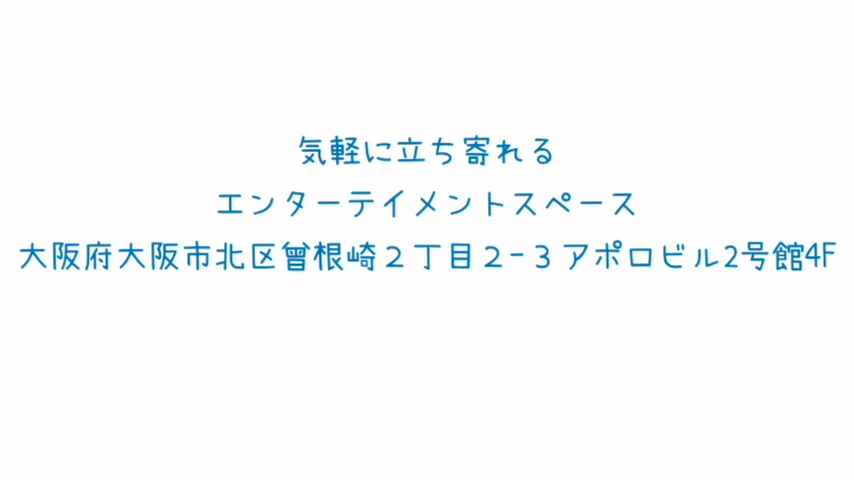 気軽に立ち寄れる
エンターテイメントスペース
大阪府大阪市北区曾根崎２丁目２-３アポロビル2号館4F